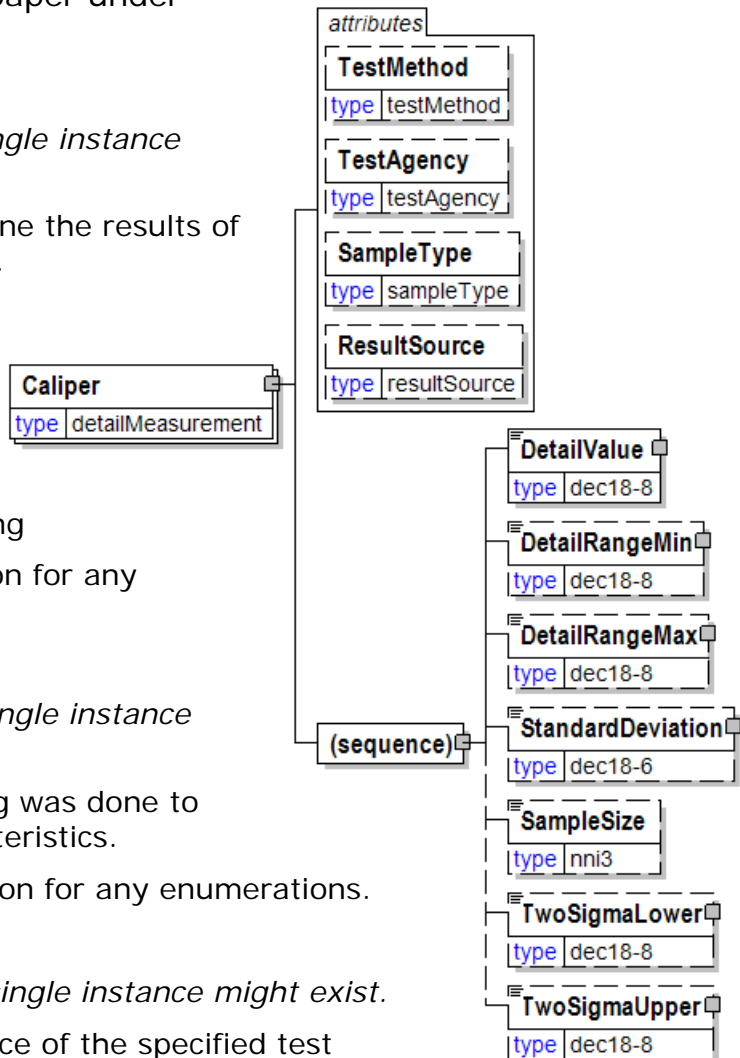 paper under
ngle instance
ne the results of
.
ng
on for any
ngle instance
g was done to
teristics.
on for any enumerations.
single instance might exist.
ce of the specified test
attributes
TestMethod
type testMethod
TestAgency
type testAgency
SampleType
type sampleType
ResultSource
type resultSource
Caliper
type detailMeasurement
(sequence)
DetailValue
type dec18-8
DetailRangeMin
type dec18-8
DetailRangeMax
type dec18-8
StandardDeviation
type dec18-6
SampleSize
type nni3
TwoSigmaLower
type dec18-8
TwoSigmaUpper
type dec18-8